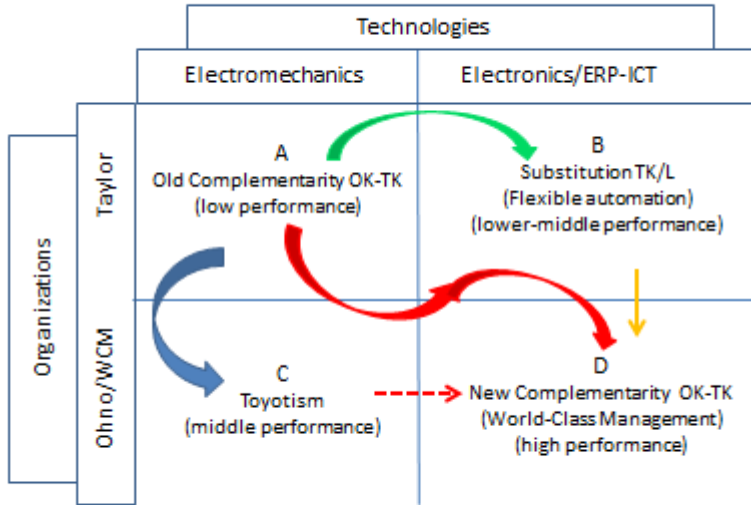 Technologies
Electromechanics
Electronics/ERP-ICT
Organizations
Taylor
A
Old Complementarity OK-TK
(low performance)
B
Substitution TK/L
(Flexible automation)
(lower-middle performance)
Ohno/WCM
C
Toyotism
(middle performance)
D
New Complementarity OK-TK
(World-Class Management)
(high performance)